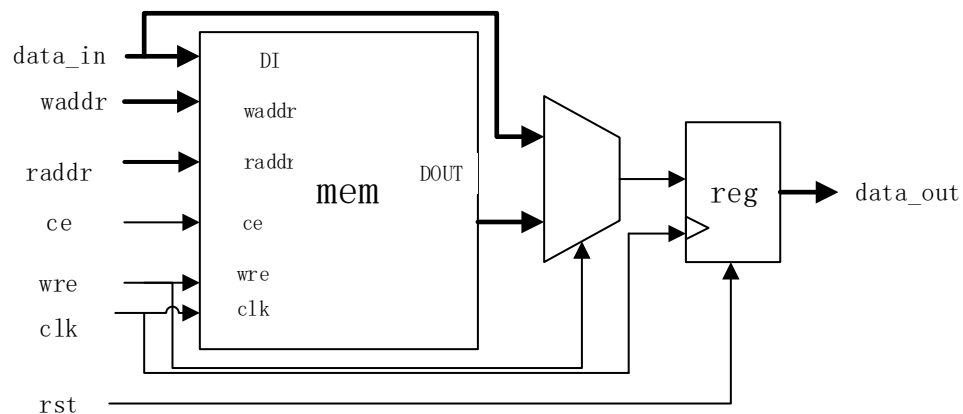 data_in
waddr
raddr
ce
wre
clk
rst
DI
waddr
raddr
ce
wre
clk
mem
DOUT
reg
data_out